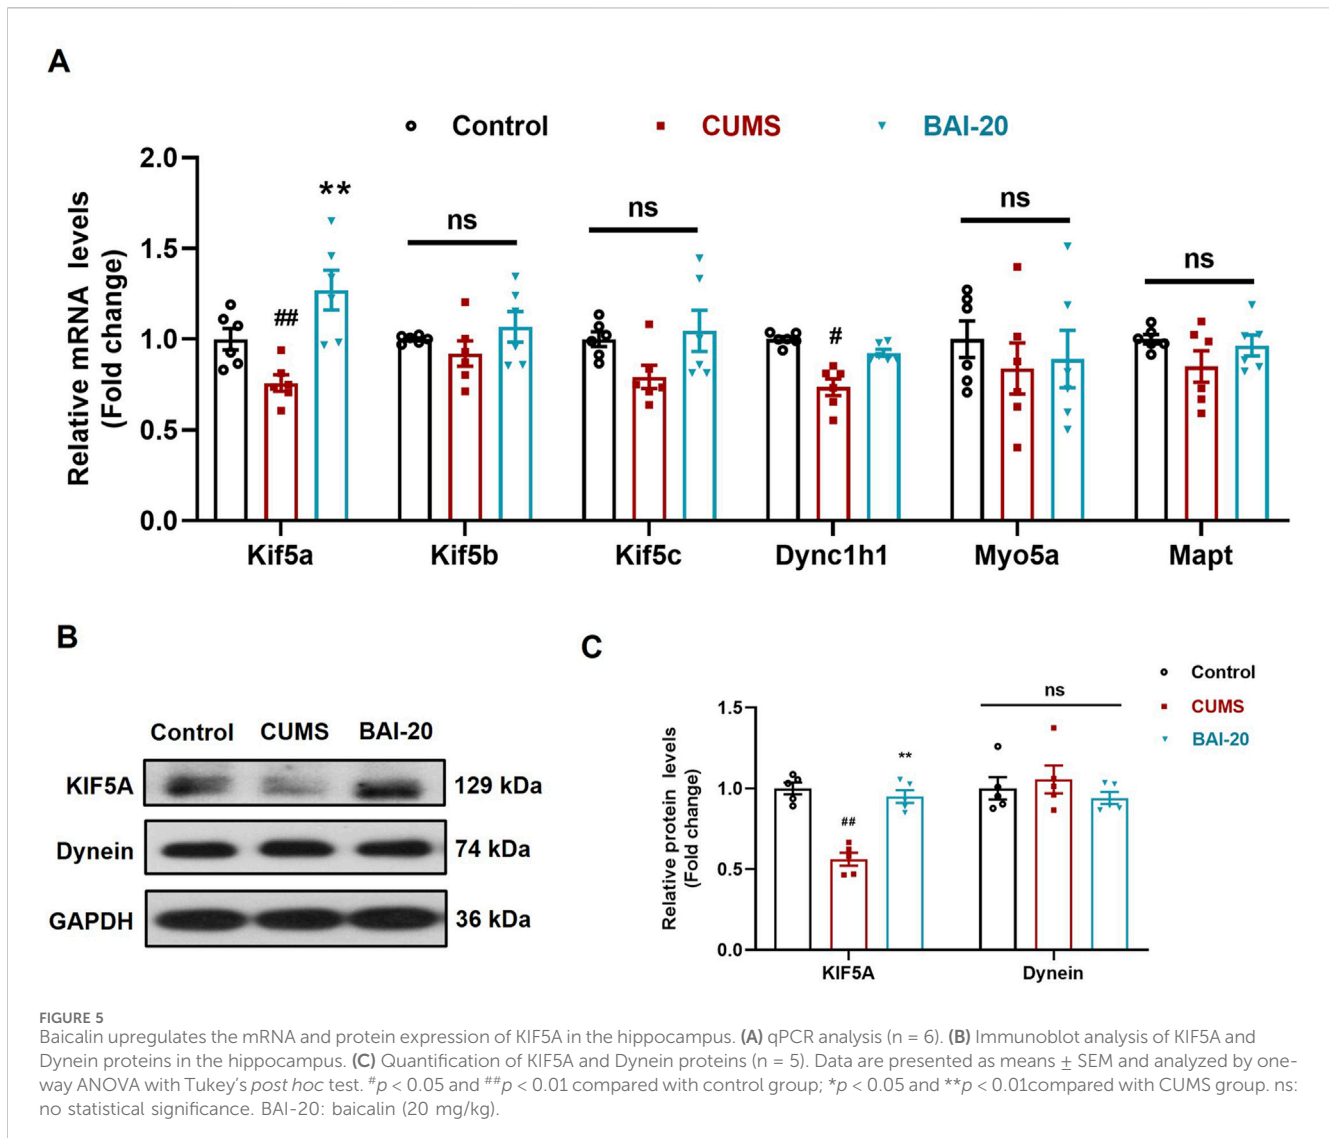 A
Control CUMS BAI-20
Relative mRNA levels
(Fold change)
2.0
1.5
1.0
0.5
0.0
## ** ns ns # ns ns
Kif5a Kif5b Kif5c Dync1h1 Myo5a Mapt
B
Control CUMS BAI-20
KIF5A 129 kDa
Dynein 74 kDa
GAPDH 36 kDa
C
Control
CUMS
BAI-20
Relative protein levels
(Fold change)
1.5
1.0
0.5
0.0
## ** ns
KIF5A Dynein
FIGURE 5
Baicalin upregulates the mRNA and protein expression of KIF5A in the hippocampus. (A) qPCR analysis (n = 6). (B) Immunoblot analysis of KIF5A and
Dynein proteins in the hippocampus. (C) Quantification of KIF5A and Dynein proteins (n = 5). Data are presented as means ± SEM and analyzed by one-
way ANOVA with Tukey's post hoc test. #p < 0.05 and ##p < 0.01 compared with control group; *p < 0.05 and **p < 0.01compared with CUMS group. ns:
no statistical significance. BAI-20: baicalin (20 mg/kg).